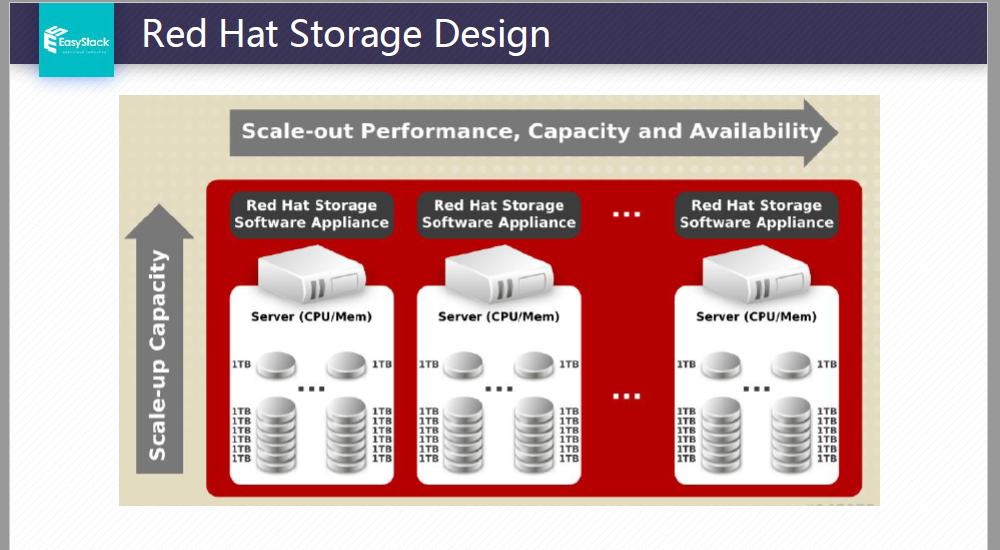 EasyStack
Red Hat Storage Design
Scale-out Performance, Capacity and Availability
Scale-up Capacity
Red Hat Storage
Software Appliance
Red Hat Storage
Software Appliance
...
Red Hat Storage
Software Appliance
Server (CPU/Mem)
Server (CPU/Mem)
Server (CPU/Mem)
1TB 1TB 1TB 1TB 1TB 1TB
... ... ... ...
1TB 1TB 1TB 1TB 1TB 1TB
1TB 1TB 1TB 1TB 1TB 1TB
1TB 1TB 1TB 1TB 1TB 1TB
1TB 1TB 1TB 1TB 1TB 1TB
1TB 1TB 1TB 1TB 1TB 1TB
1TB 1TB 1TB 1TB 1TB 1TB